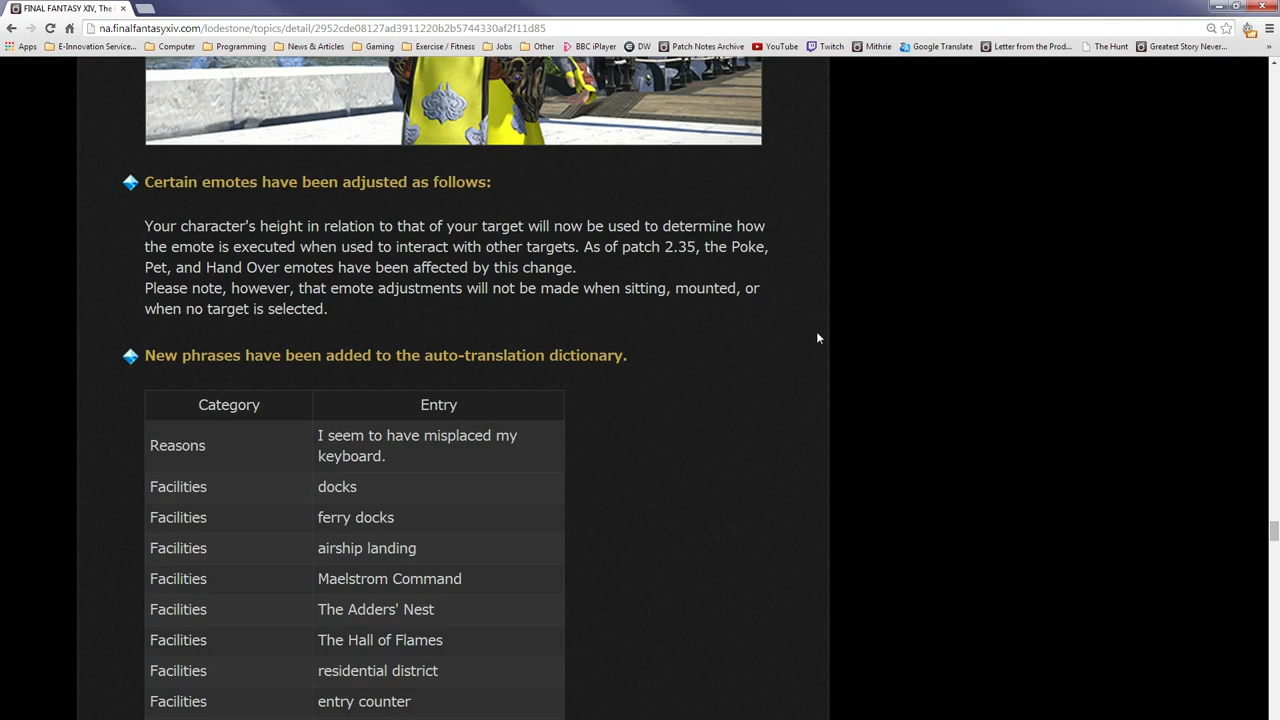 FINAL FANTASY XIV, The
na.finalfantasyxiv.com/lodestone/topics/detail/2952cde08127ad3911220b2b5744330af2f11d85
Apps E-Innovation Service... Computer Programming News & Articles Gaming Exercise / Fitness Jobs Other BBC iPlayer DW Patch Notes Archive YouTube Twitch Mithrie Google Translate Letter from the Prod... The Hunt Greatest Story Never... »
Certain emotes have been adjusted as follows:
Your character's height in relation to that of your target will now be used to determine how
the emote is executed when used to interact with other targets. As of patch 2.35, the Poke,
Pet, and Hand Over emotes have been affected by this change.
Please note, however, that emote adjustments will not be made when sitting, mounted, or
when no target is selected.
New phrases have been added to the auto-translation dictionary.
Category Entry
Reasons I seem to have misplaced my
keyboard.
Facilities docks
Facilities ferry docks
Facilities airship landing
Facilities Maelstrom Command
Facilities The Adders' Nest
Facilities The Hall of Flames
Facilities residential district
Facilities entry counter